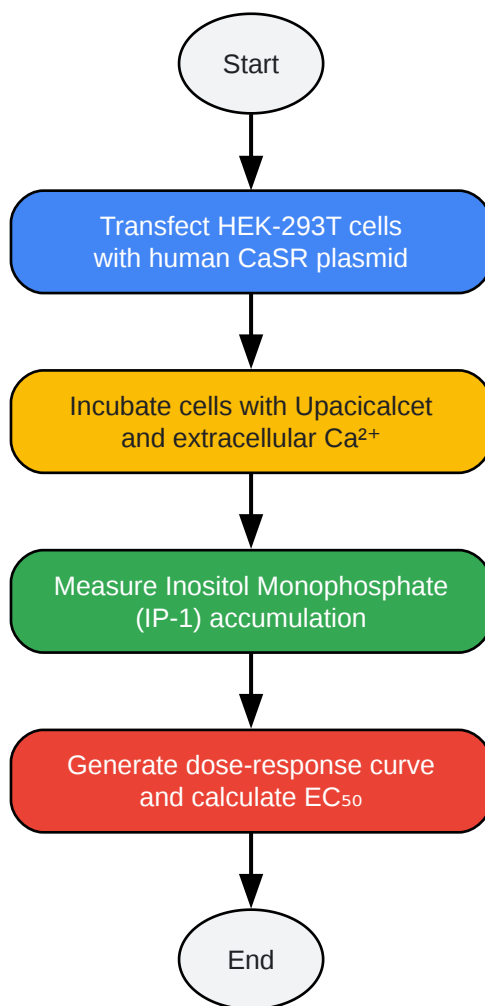 Start
Transfect HEK-293T cells
with human CaSR plasmid
Incubate cells with Upacicalcet
and extracellular Ca²⁺
Measure Inositol Monophosphate
(IP-1) accumulation
Generate dose-response curve
and calculate EC₅₀
End